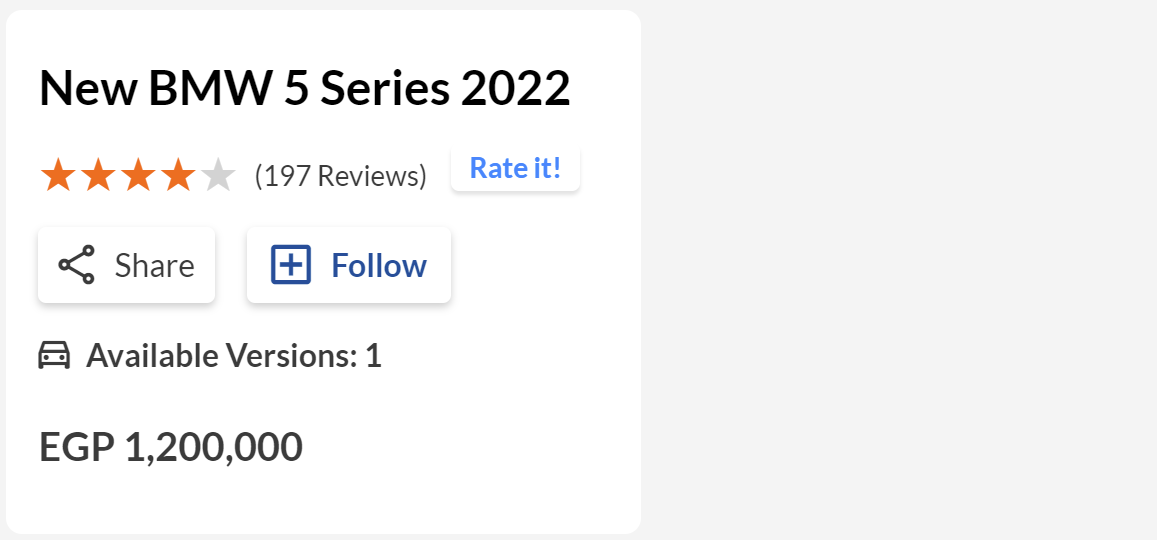 New BMW 5 Series 2022
(197 Reviews) Rate it!
Share Follow
Available Versions: 1
EGP 1,200,000